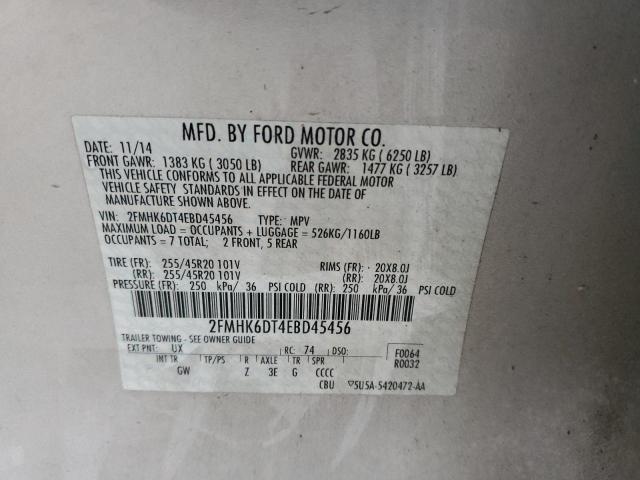 MFD. BY FORD MOTOR CO.
DATE: 11/14 GVWR: 2835 KG ( 6250 LB)
FRONT GAWR: 1383 KG ( 3050 LB) REAR GAWR: 1477 KG ( 3257 LB)
THIS VEHICLE CONFORMS TO ALL APPLICABLE FEDERAL MOTOR
VEHICLE SAFETY STANDARDS IN EFFECT ON THE DATE OF
MANUFACTURE SHOWN ABOVE.
VIN: 2FMHK6DT4EBD45456 TYPE: MPV
MAXIMUM LOAD = OCCUPANTS + LUGGAGE = 526KG/1160LB
OCCUPANTS = 7 TOTAL; 2 FRONT, 5 REAR
TIRE (FR): 255/45R20 101V RIMS (FR): 20X8.0J
(RR): 255/45R20 101V (RR): 20X8.0J
PRESSURE (FR): 250 kPa/ 36 PSI COLD (RR): 250 kPa/ 36 PSI COLD
2FMHK6DT4EBD45456
TRAILER TOWING - SEE OWNER GUIDE
EXT PNT: UX RC: 74 DSO: F0064
INT TR TP/PS R AXLE TR SPR R0032
GW Z 3E G CCCC
CBU 5U5A-5420472-AA